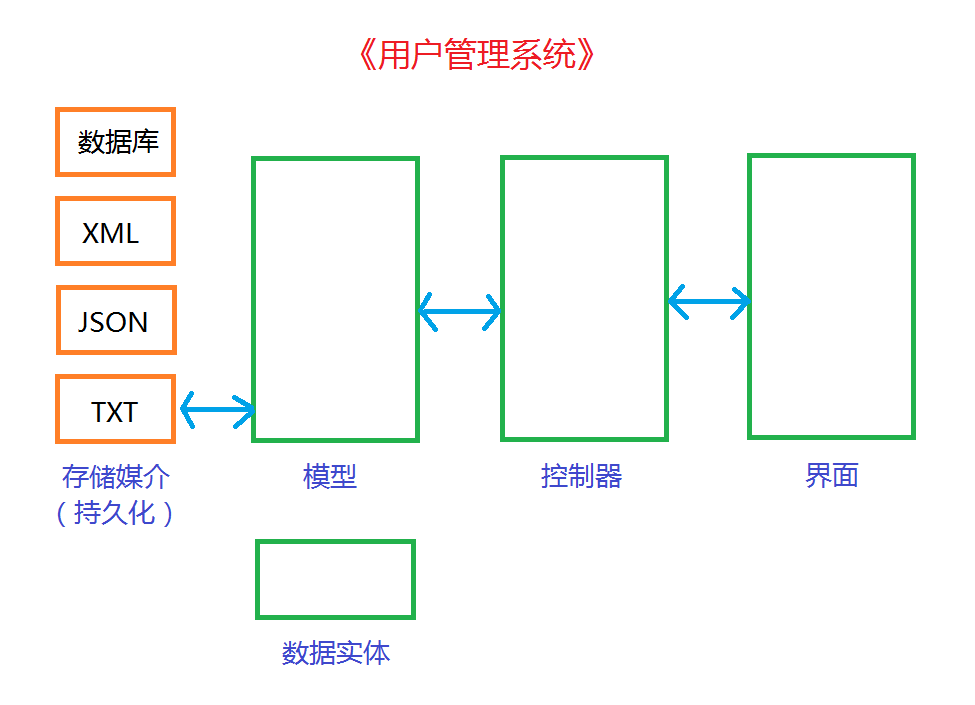 《用户管理系统》
数据库
XML
JSON
TXT
存储媒介
（持久化）
模型
控制器
界面
数据实体